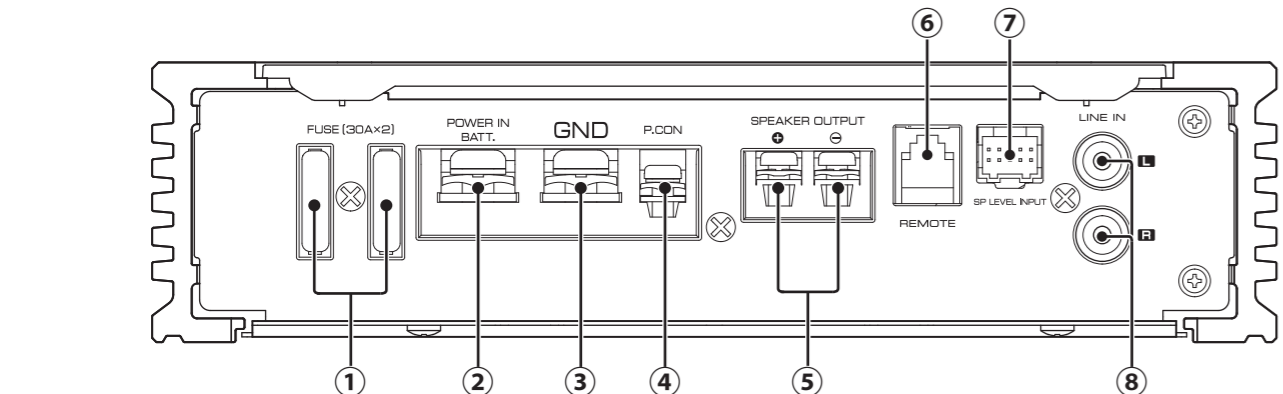 ⑥ ⑦
FUSE (30A×2)
POWER IN
BATT.
GND
P.CON
SPEAKER OUTPUT
+ −
REMOTE
SP LEVEL INPUT
LINE IN
L
R
① ② ③ ④ ⑤ ⑧